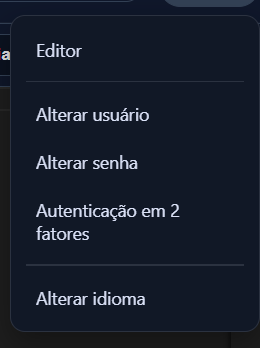 Editor
Alterar usuário
Alterar senha
Autenticação em 2
fatores
Alterar idioma